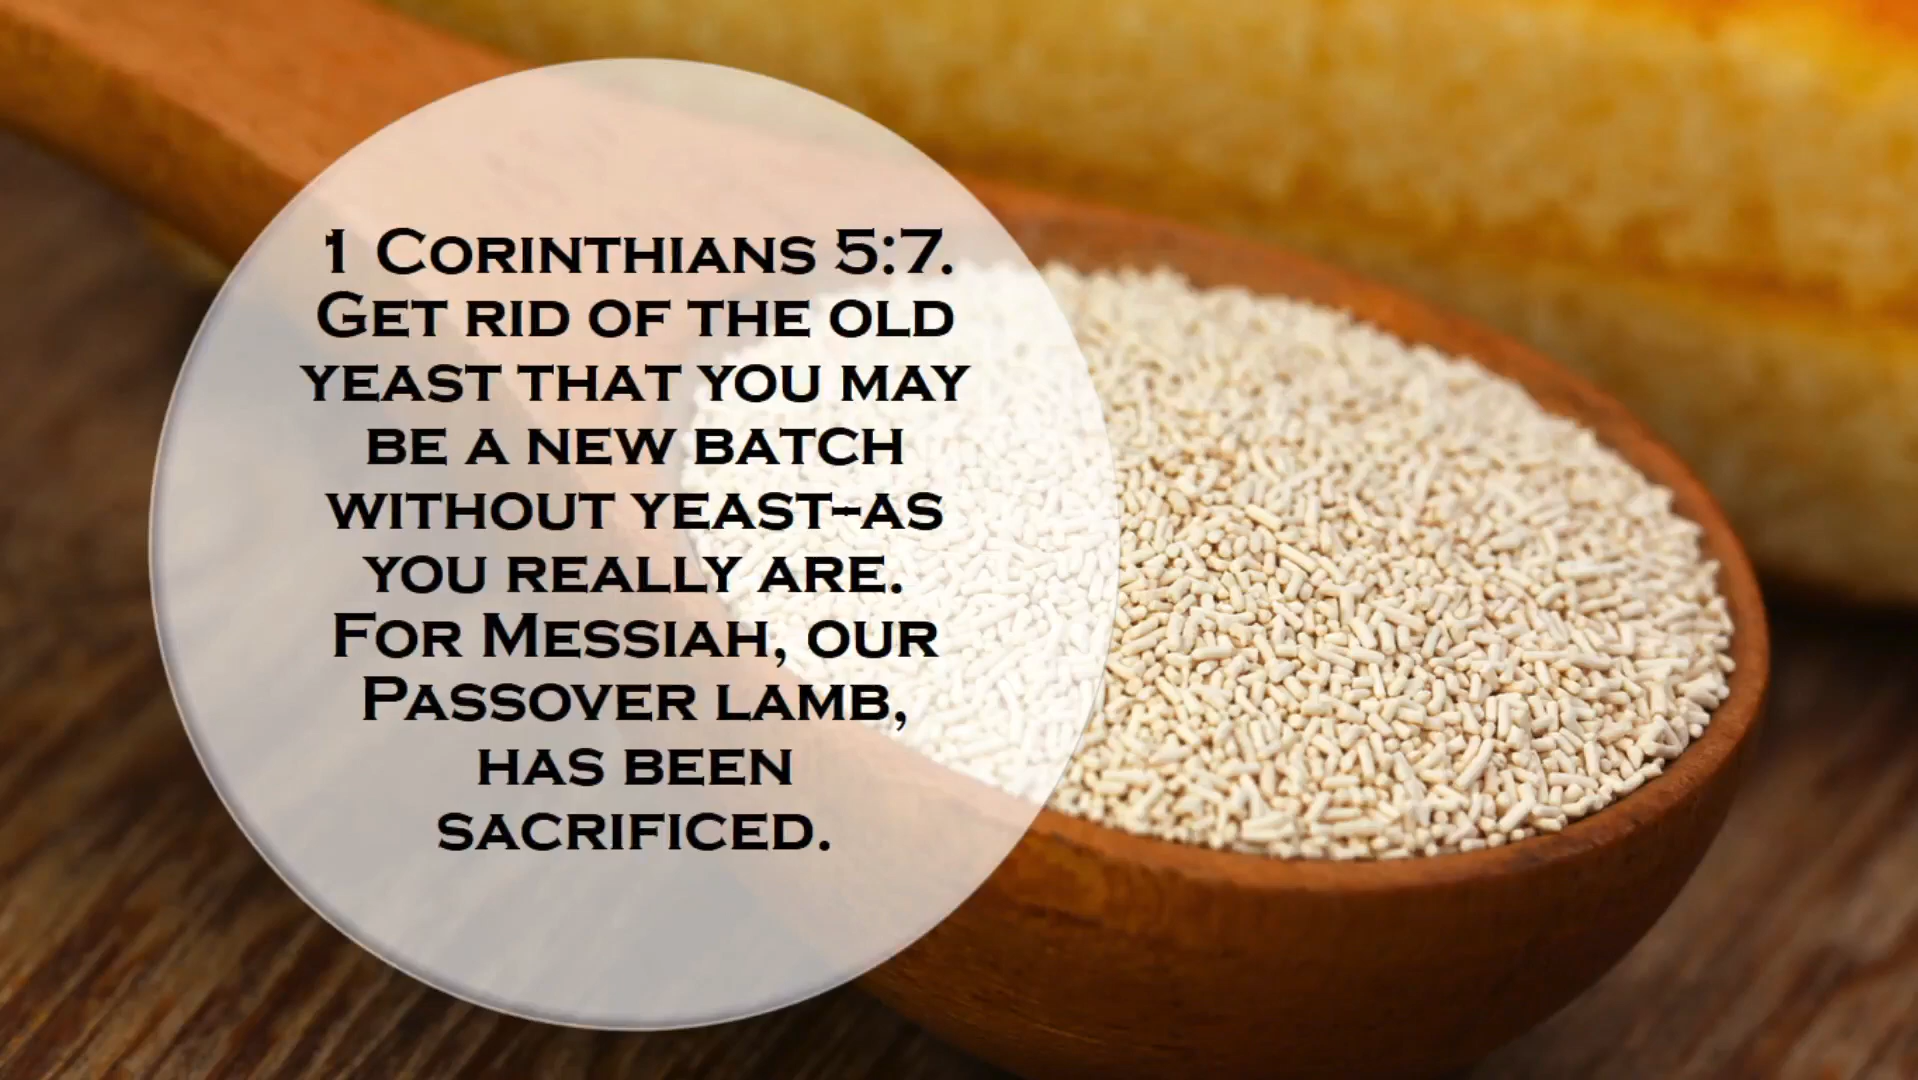 1 Corinthians 5:7.
Get rid of the old
yeast that you may
be a new batch
without yeast--as
you really are.
For Messiah, our
Passover lamb,
has been
sacrificed.